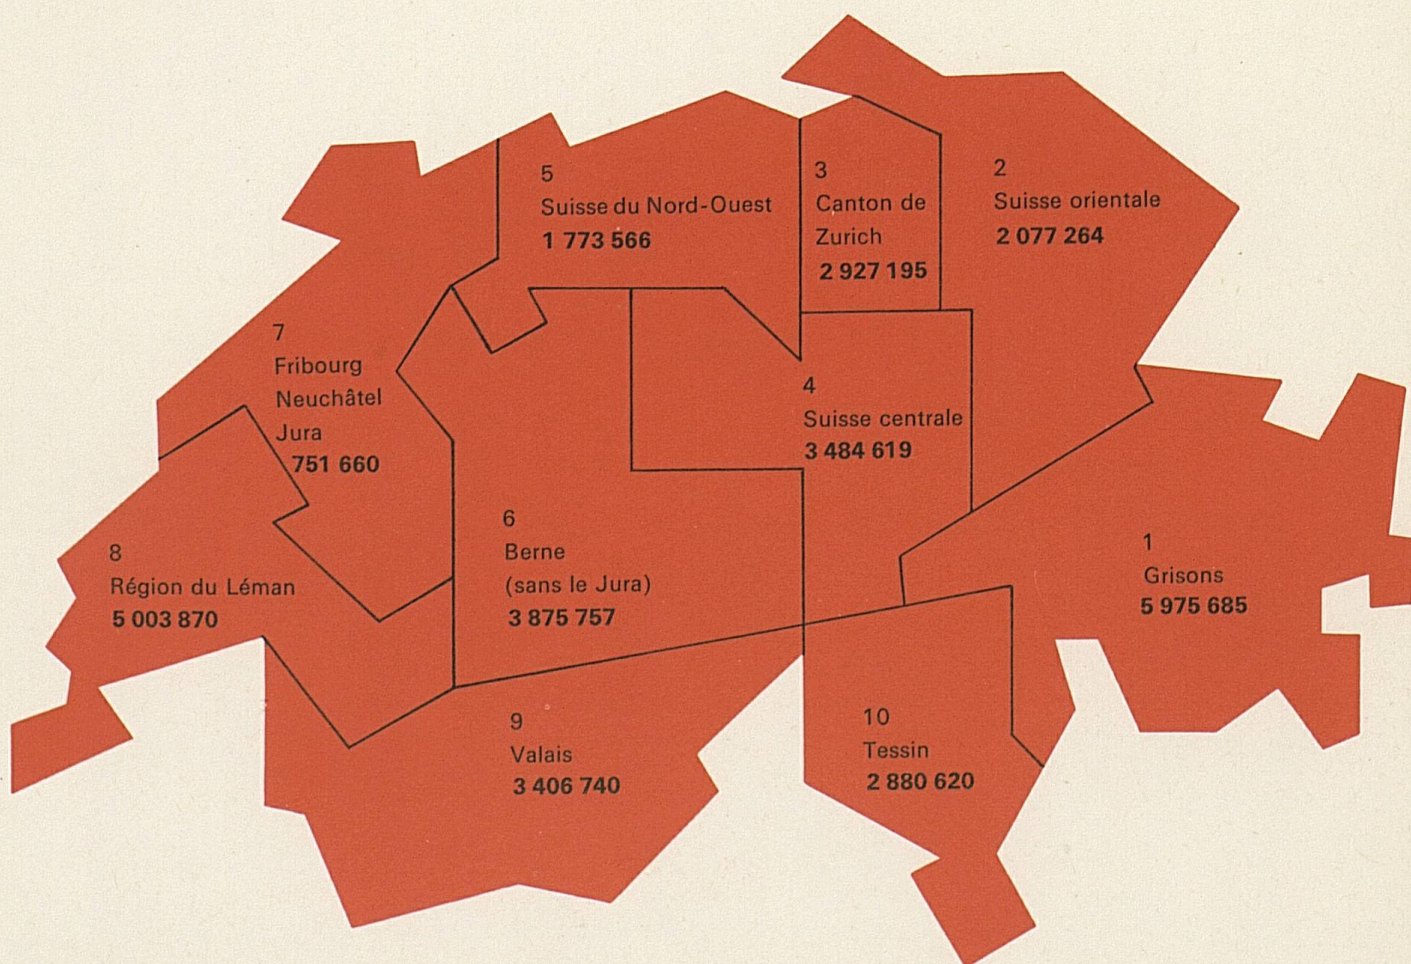 5
Suisse du Nord-Ouest
1 773 566
3
Canton de
Zurich
2 927 195
2
Suisse orientale
2 077 264
7
Fribourg
Neuchâtel
Jura
751 660
4
Suisse centrale
3 484 619
8
Région du Léman
5 003 870
6
Berne
(sans le Jura)
3 875 757
1
Grisons
5 975 685
9
Valais
3 406 740
10
Tessin
2 880 620